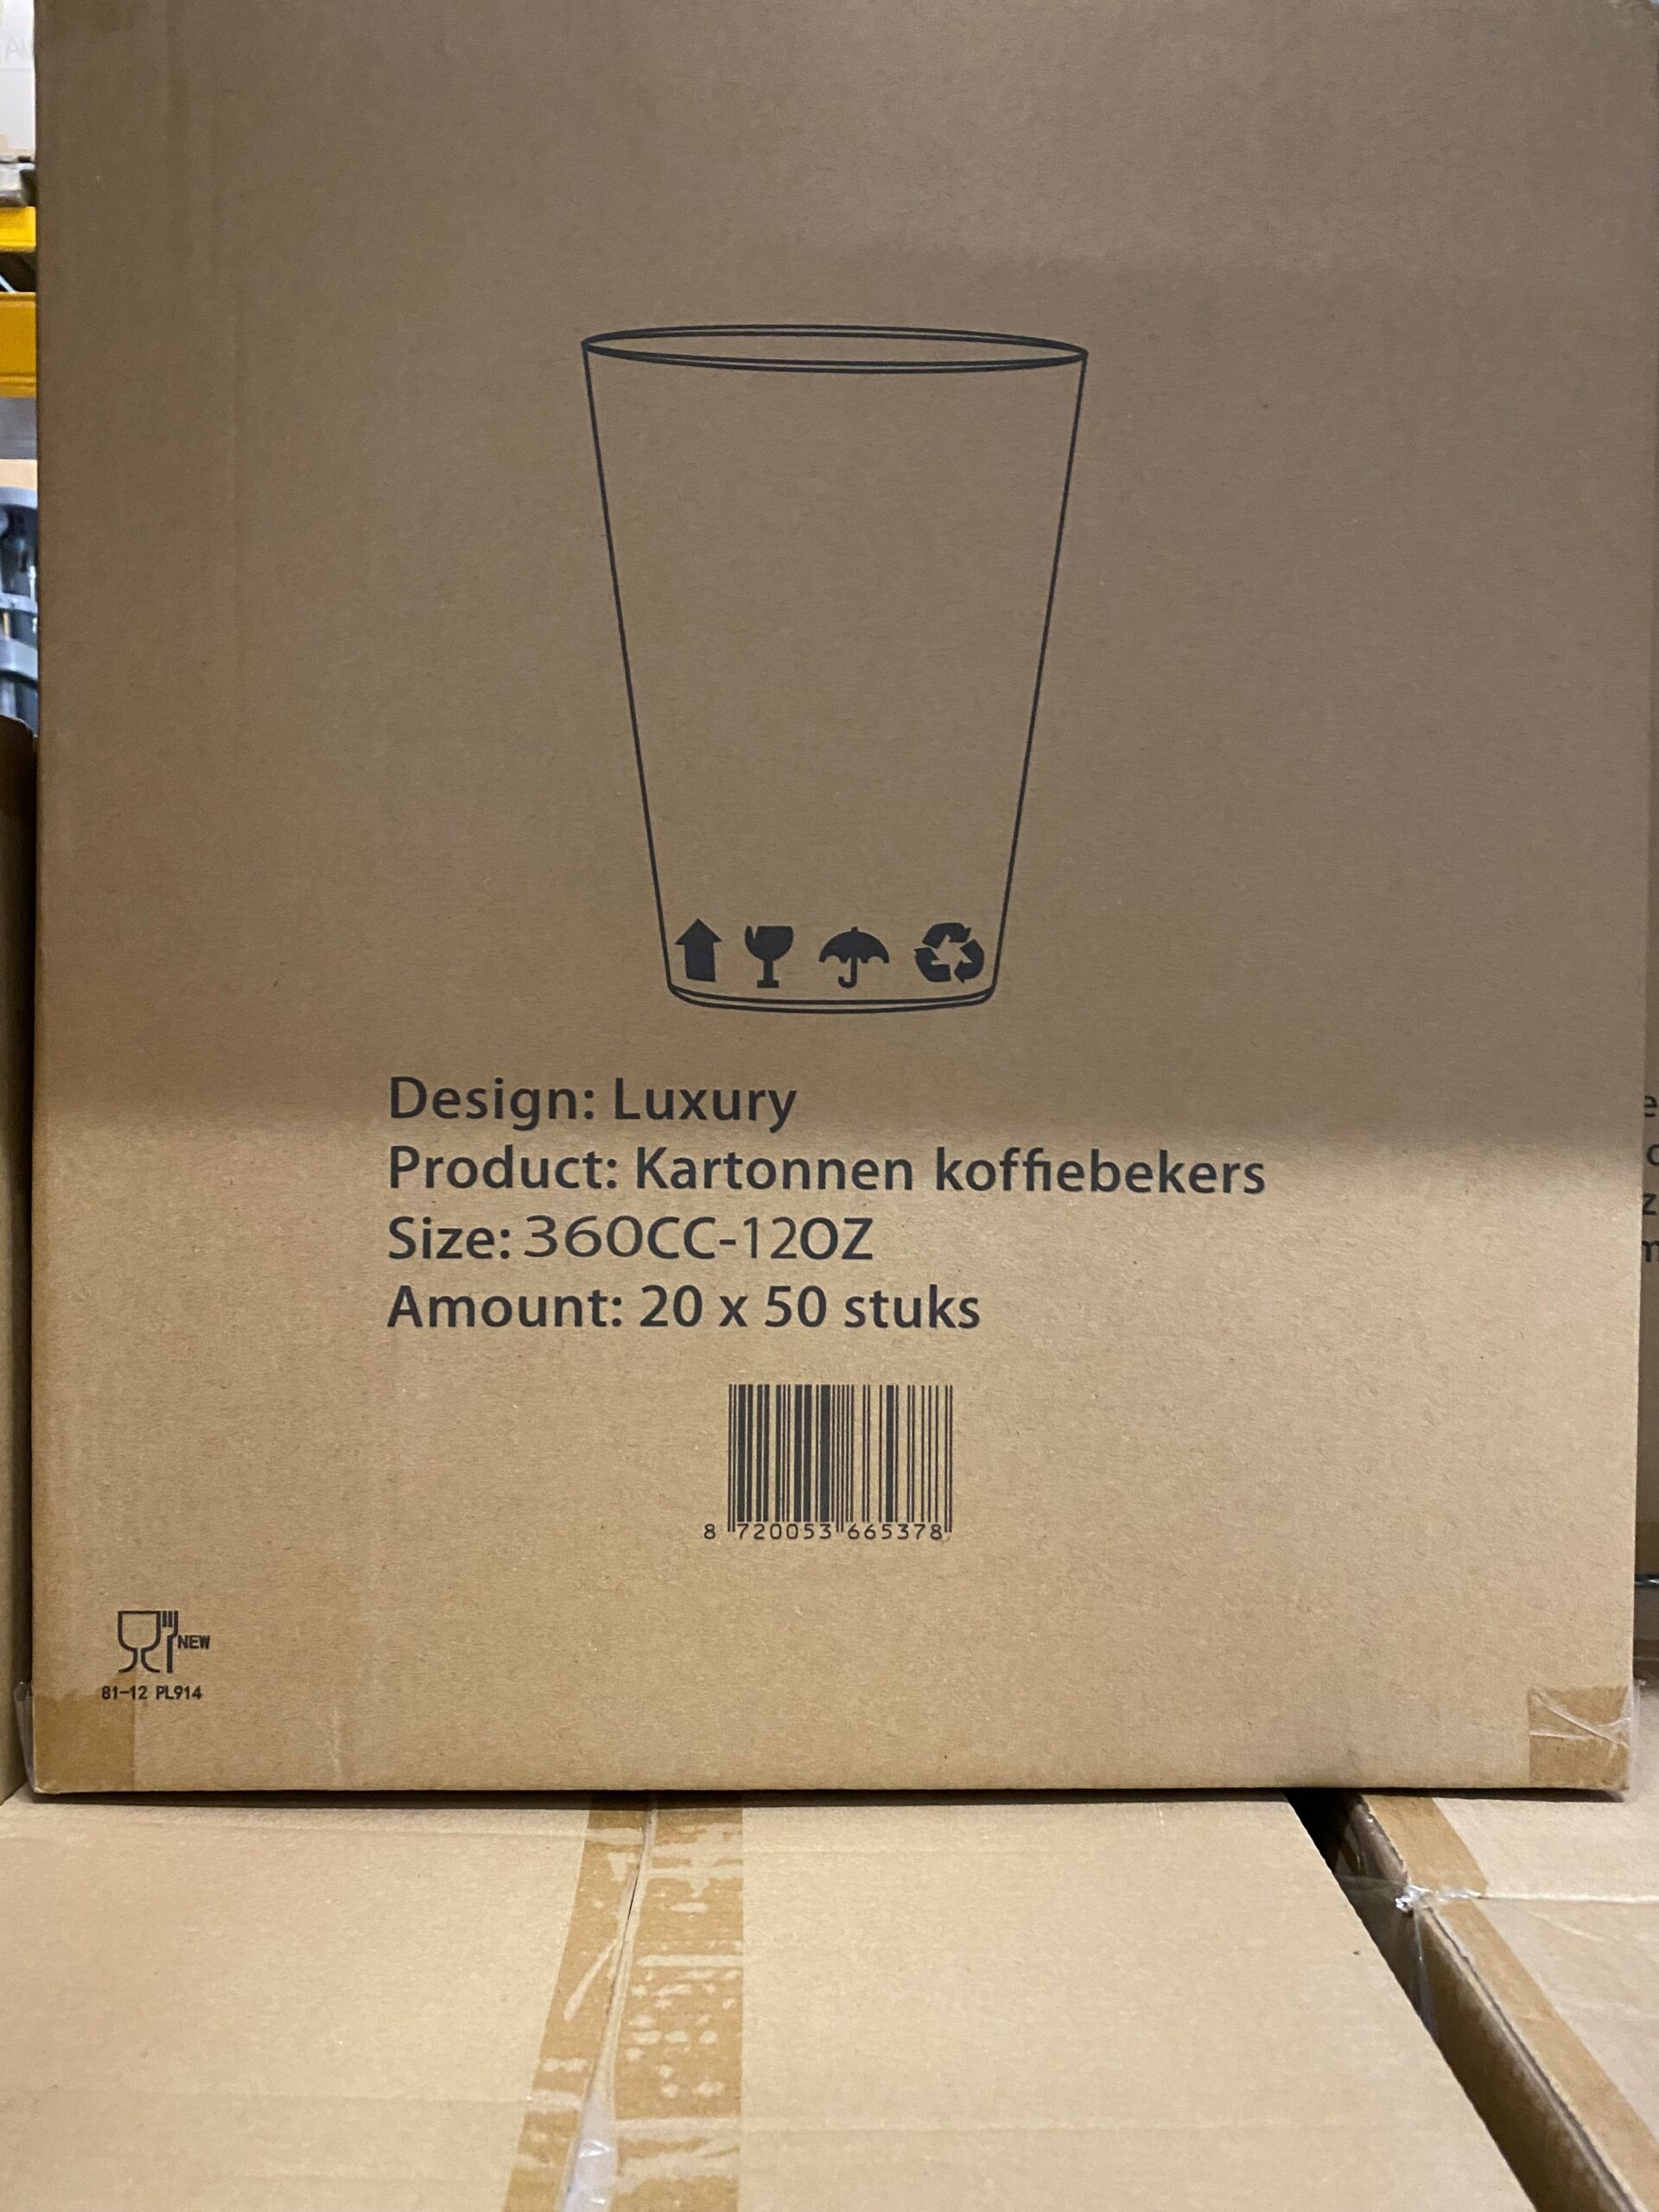 Design: Luxury
Product: Kartonnen koffiebekers
Size: 360CC-12OZ
Amount: 20 x 50 stuks
8 720053 665378
NEW
81-12 PL914